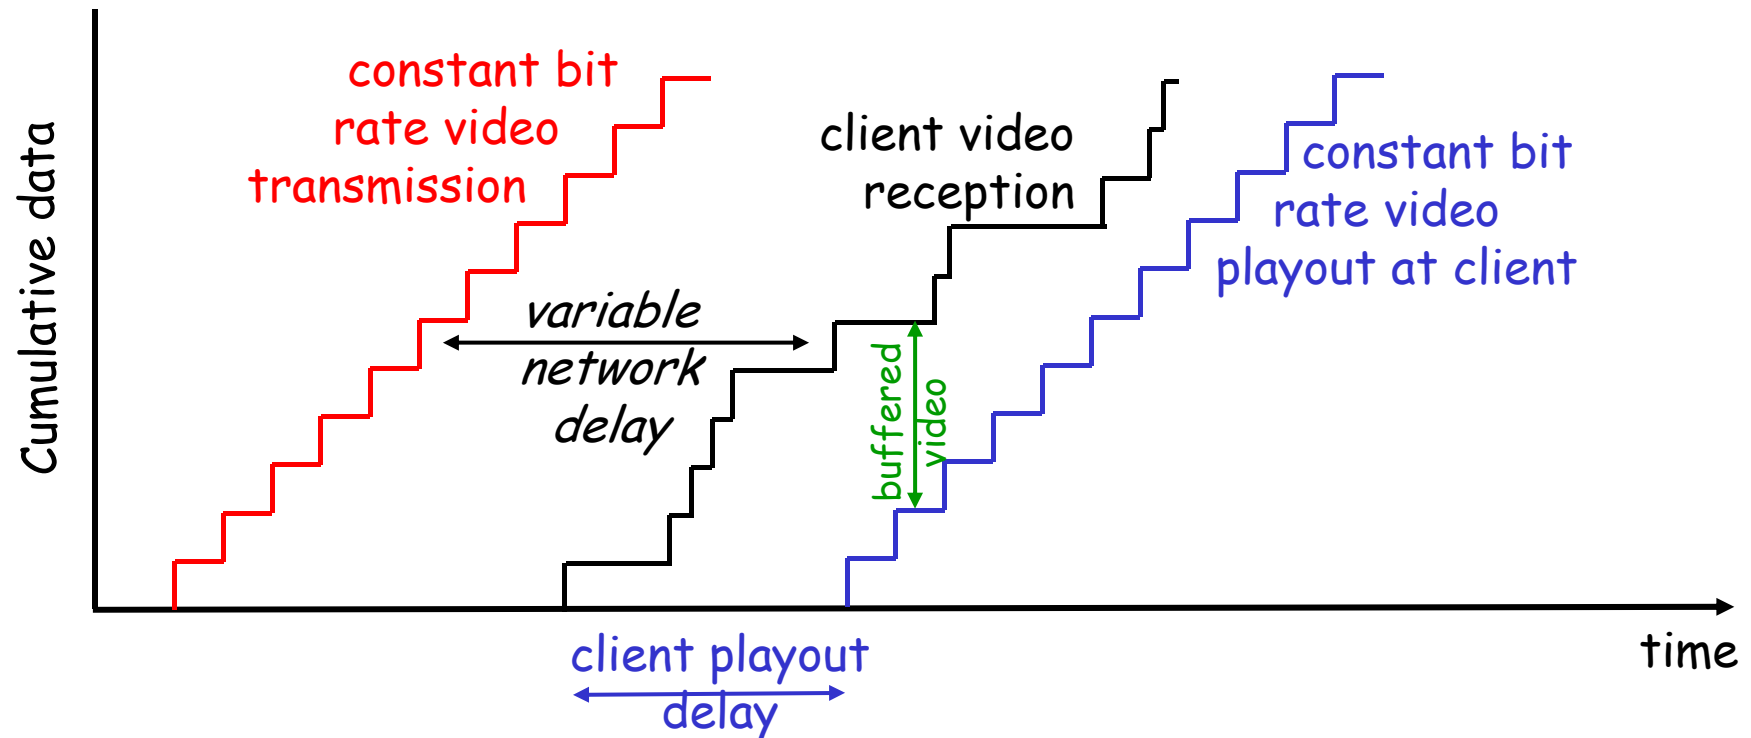 constant bit
rate video
transmission
client video
reception
constant bit
rate video
playout at client
Cumulative data
variable
network
delay
buffered
video
time
client playout
delay